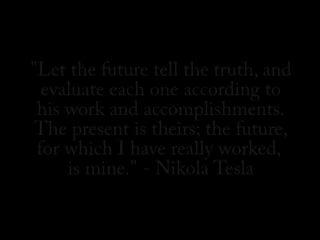 "Let the future tell the truth, and
evaluate each one according to
his work and accomplishments.
The present is theirs; the future,
for which I have really worked,
is mine." - Nikola Tesla